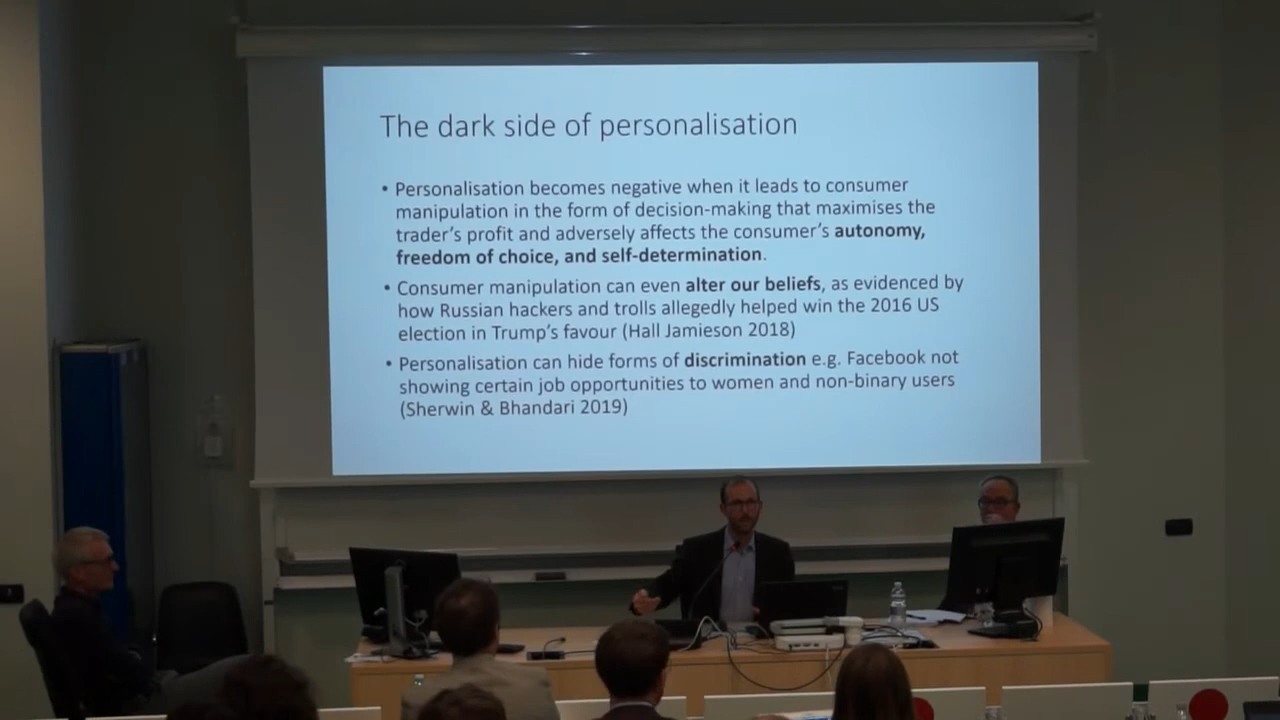 The dark side of personalisation
• Personalisation becomes negative when it leads to consumer
manipulation in the form of decision-making that maximises the
trader's profit and adversely affects the consumer's autonomy,
freedom of choice, and self-determination.
• Consumer manipulation can even alter our beliefs, as evidenced by
how Russian hackers and trolls allegedly helped win the 2016 US
election in Trump's favour (Hall Jamieson 2018)
• Personalisation can hide forms of discrimination e.g. Facebook not
showing certain job opportunities to women and non-binary users
(Sherwin & Bhandari 2019)